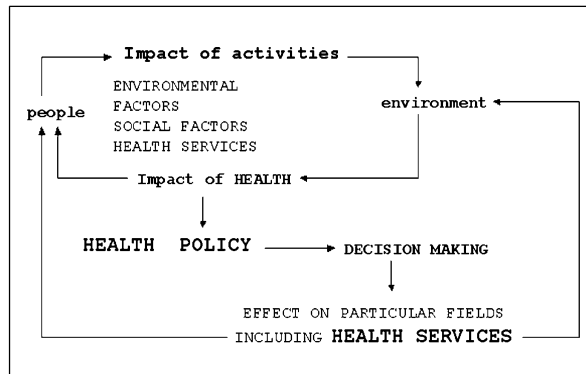 Impact of activities
ENVIRONMENTAL
FACTORS
SOCIAL FACTORS
HEALTH SERVICES
people
environment
Impact of HEALTH
HEALTH POLICY
DECISION MAKING
EFFECT ON PARTICULAR FIELDS
INCLUDING HEALTH SERVICES